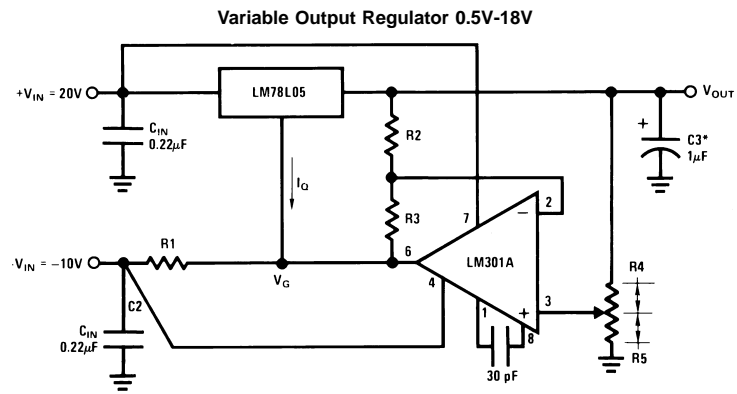 Variable Output Regulator 0.5V-18V
+VIN = 20V
LM78L05
VOUT
CIN
0.22μF
R2
+
C3*
1μF
IQ
R3
7
−
2
LM301A
6
4
R1
-VIN = −10V
VG
C2
CIN
0.22μF
1
+
3
8
30 pF
R4
R5